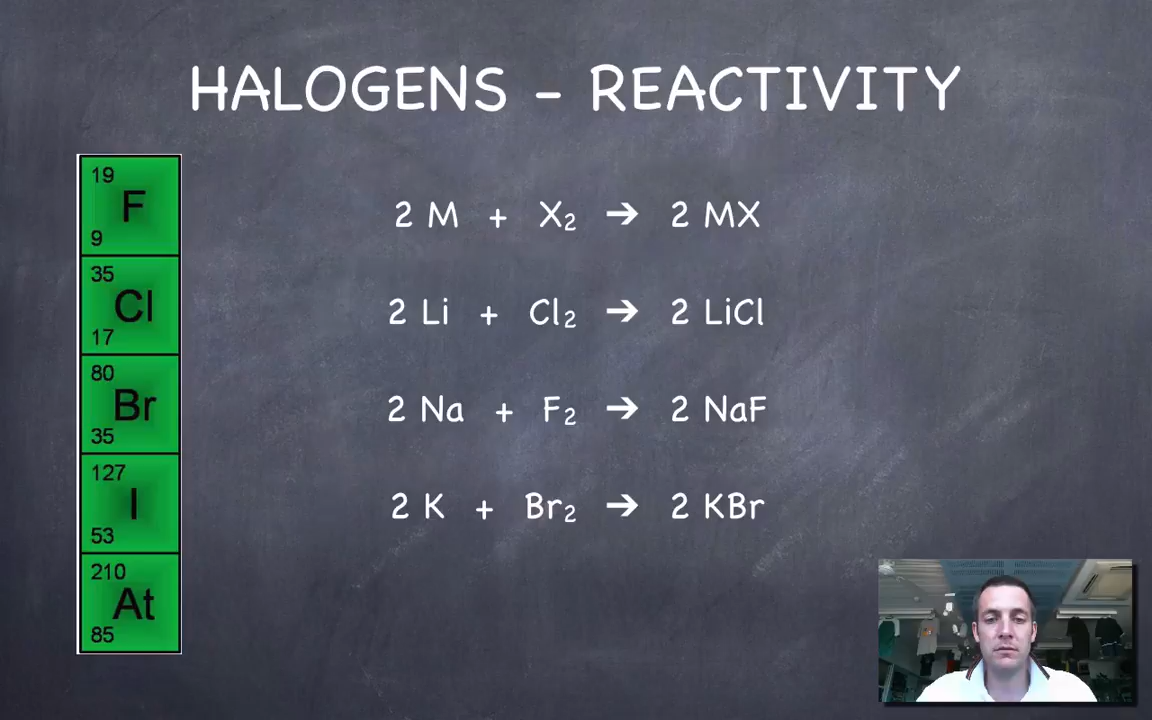 HALOGENS – REACTIVITY
19
F
9
35
Cl
17
80
Br
35
127
I
53
210
At
85
2 M + X₂ ➔ 2 MX
2 Li + Cl₂ ➔ 2 LiCl
2 Na + F₂ ➔ 2 NaF
2 K + Br₂ ➔ 2 KBr